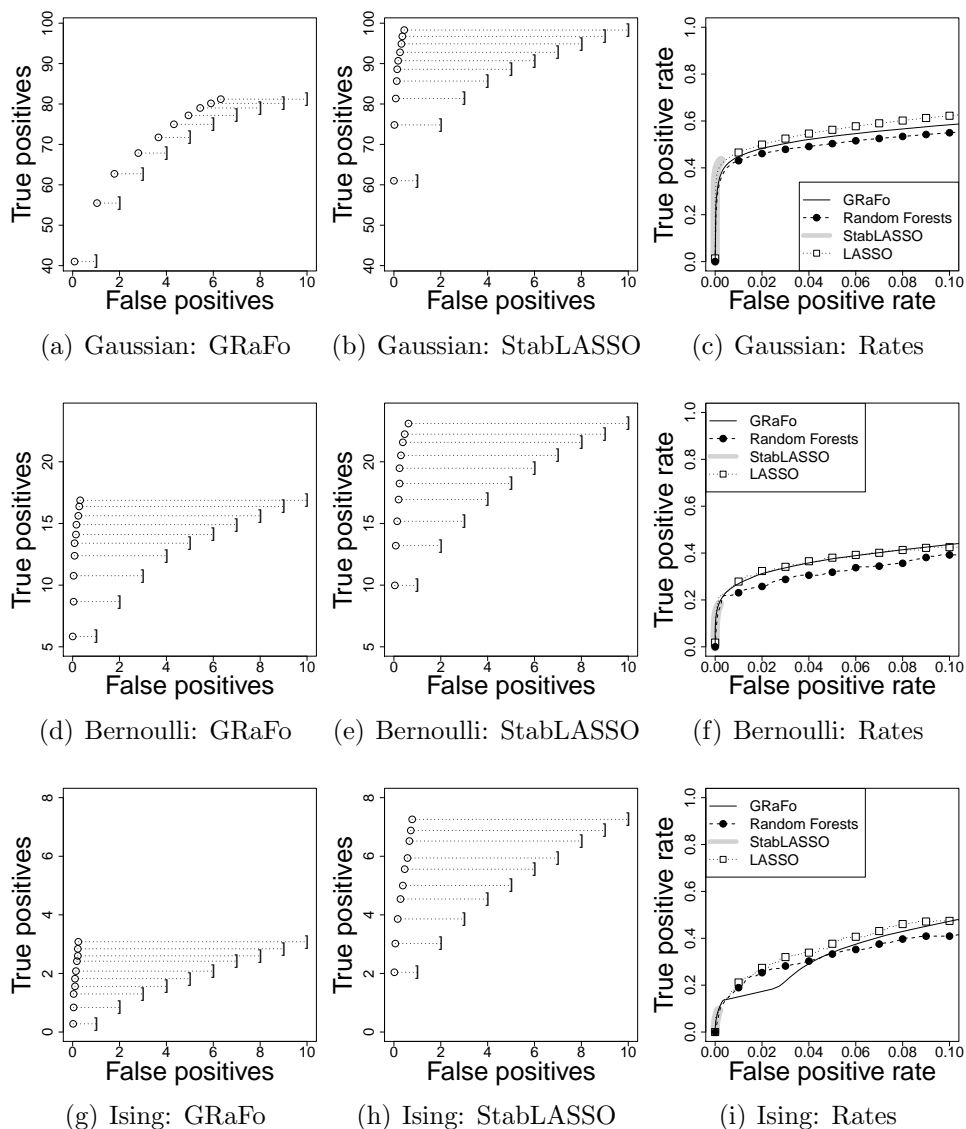 True positives
100
90
80
70
60
50
40
0 2 4 6 8 10
False positives
(a) Gaussian: GRaFo
True positives
100
90
80
70
60
50
40
0 2 4 6 8 10
False positives
(b) Gaussian: StabLASSO
True positive rate
1.0
0.8
0.6
0.4
0.2
0.0
GRaFo
Random Forests
StabLASSO
LASSO
0.00 0.02 0.04 0.06 0.08 0.10
False positive rate
(c) Gaussian: Rates
True positives
20
15
10
5
0 2 4 6 8 10
False positives
(d) Bernoulli: GRaFo
True positives
20
15
10
5
0 2 4 6 8 10
False positives
(e) Bernoulli: StabLASSO
True positive rate
1.0
0.8
0.6
0.4
0.2
0.0
GRaFo
Random Forests
StabLASSO
LASSO
0.00 0.02 0.04 0.06 0.08 0.10
False positive rate
(f) Bernoulli: Rates
True positives
8
6
4
2
0
0 2 4 6 8 10
False positives
(g) Ising: GRaFo
True positives
8
6
4
2
0
0 2 4 6 8 10
False positives
(h) Ising: StabLASSO
True positive rate
1.0
0.8
0.6
0.4
0.2
0.0
GRaFo
Random Forests
StabLASSO
LASSO
0.00 0.02 0.04 0.06 0.08 0.10
False positive rate
(i) Ising: Rates